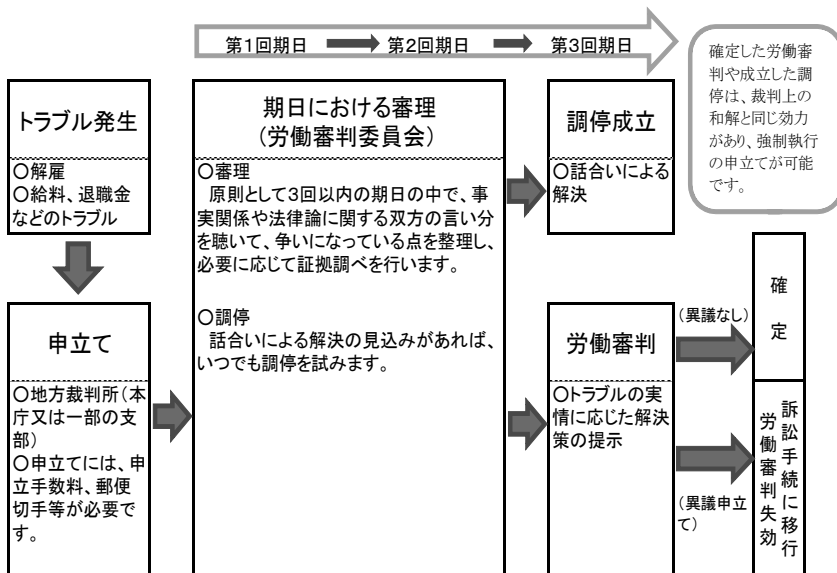 第1回期日
第2回期日
第3回期日
確定した労働審
判や成立した調
停は、裁判上の
和解と同じ効力
があり、強制執行
の申立てが可能
です。
トラブル発生
○解雇
○給料、退職金
などのトラブル
申立て
○地方裁判所(本
庁又は一部の支
部)
○申立てには、申
立手数料、郵便
切手等が必要で
す。
期日における審理
(労働審判委員会)
○審理
原則として3回以内の期日の中で、事
実関係や法律論に関する双方の言い分
を聴いて、争いになっている点を整理し、
必要に応じて証拠調べを行います。
○調停
話合いによる解決の見込みがあれば、
いつでも調停を試みます。
調停成立
○話合いによる
解決
労働審判
○トラブルの実
情に応じた解決
策の提示
(異議なし)
確定
(異議申立
て)
訴訟手続に移行
労働審判失効